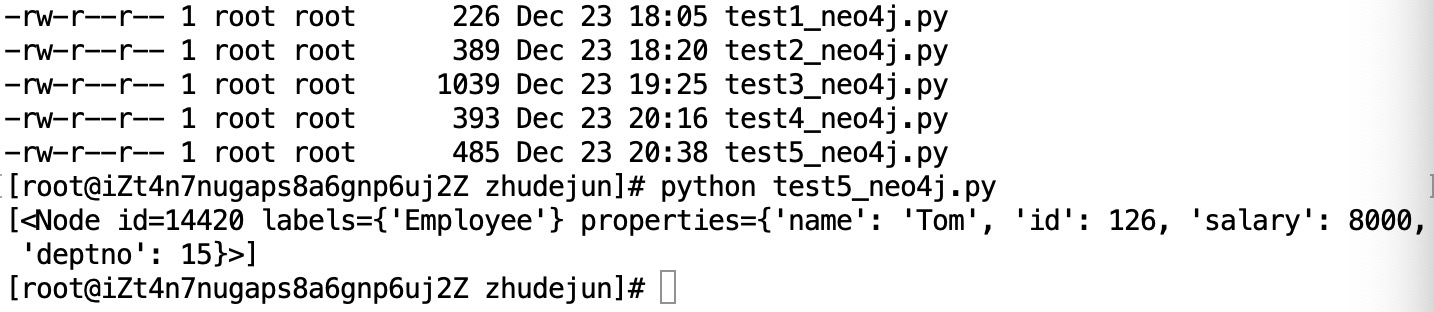 -rw-r--r-- 1 root root      226 Dec 23 18:05 test1_neo4j.py
-rw-r--r-- 1 root root      389 Dec 23 18:20 test2_neo4j.py
-rw-r--r-- 1 root root     1039 Dec 23 19:25 test3_neo4j.py
-rw-r--r-- 1 root root      393 Dec 23 20:16 test4_neo4j.py
-rw-r--r-- 1 root root      485 Dec 23 20:38 test5_neo4j.py
[root@iZt4n7nugaps8a6gnp6uj2Z zhudejun]# python test5_neo4j.py
[<Node id=14420 labels={'Employee'} properties={'name': 'Tom', 'id': 126, 'salary': 8000,
 'deptno': 15}>]
[root@iZt4n7nugaps8a6gnp6uj2Z zhudejun]#